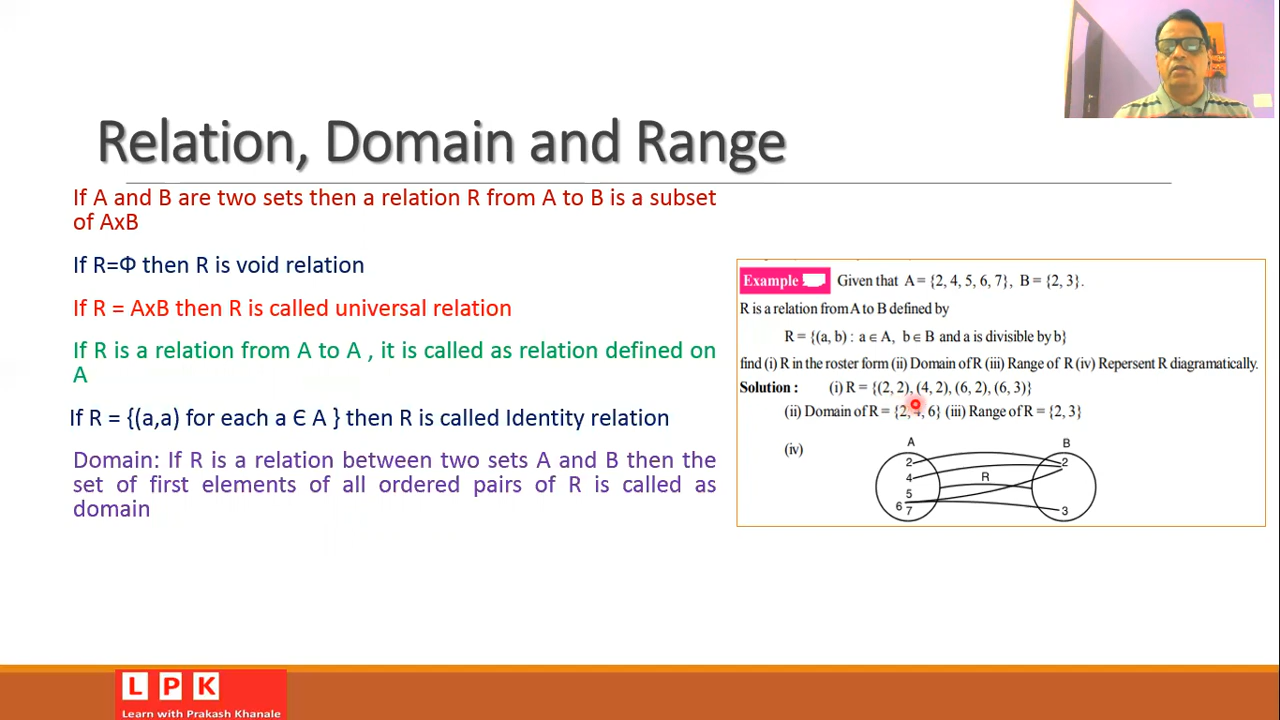 Relation, Domain and Range
If A and B are two sets then a relation R from A to B is a subset
of AxB
If R=Φ then R is void relation
If R = AxB then R is called universal relation
If R is a relation from A to A , it is called as relation defined on
A
If R = {(a,a) for each a Є A } then R is called Identity relation
Domain: If R is a relation between two sets A and B then the
set of first elements of all ordered pairs of R is called as
domain
Example Given that A = {2, 4, 5, 6, 7}, B = {2, 3}.
R is a relation from A to B defined by
R = {(a, b) : a ∈ A, b ∈ B and a is divisible by b}
find (i) R in the roster form (ii) Domain of R (iii) Range of R (iv) Repersent R diagramatically.
Solution : (i) R = {(2, 2), (4, 2), (6, 2), (6, 3)}
(ii) Domain of R = {2, 4, 6} (iii) Range of R = {2, 3}
(iv)
A B
2 2
4 R
5
6 7 3
L P K
Learn with Prakash Khanale